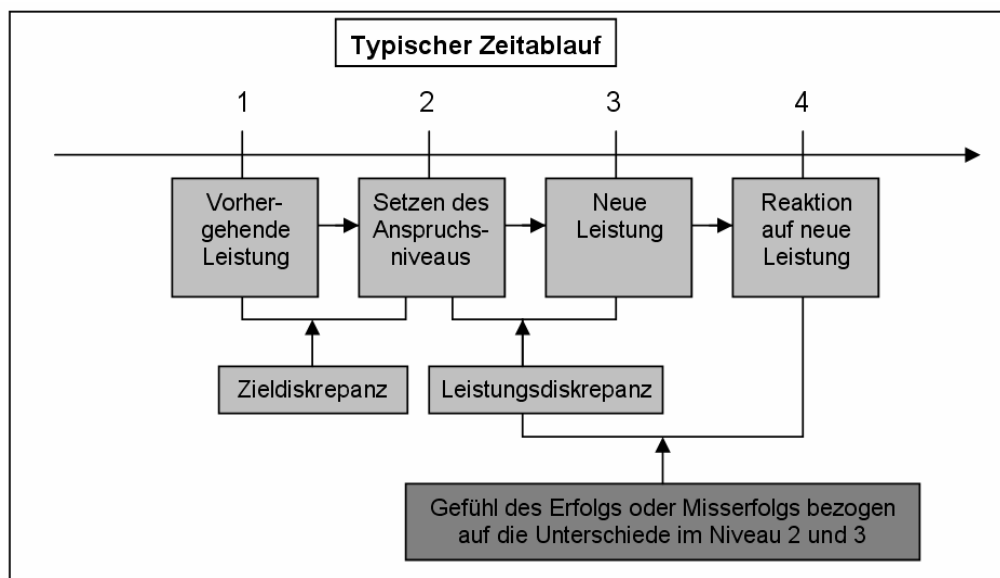 Typischer Zeitablauf
1
2
3
4
Vorher-
gehende
Leistung
Setzen des
Anspruchs-
niveaus
Neue
Leistung
Reaktion
auf neue
Leistung
Zieldiskrepanz
Leistungsdiskrepanz
Gefühl des Erfolgs oder Misserfolgs bezogen
auf die Unterschiede im Niveau 2 und 3